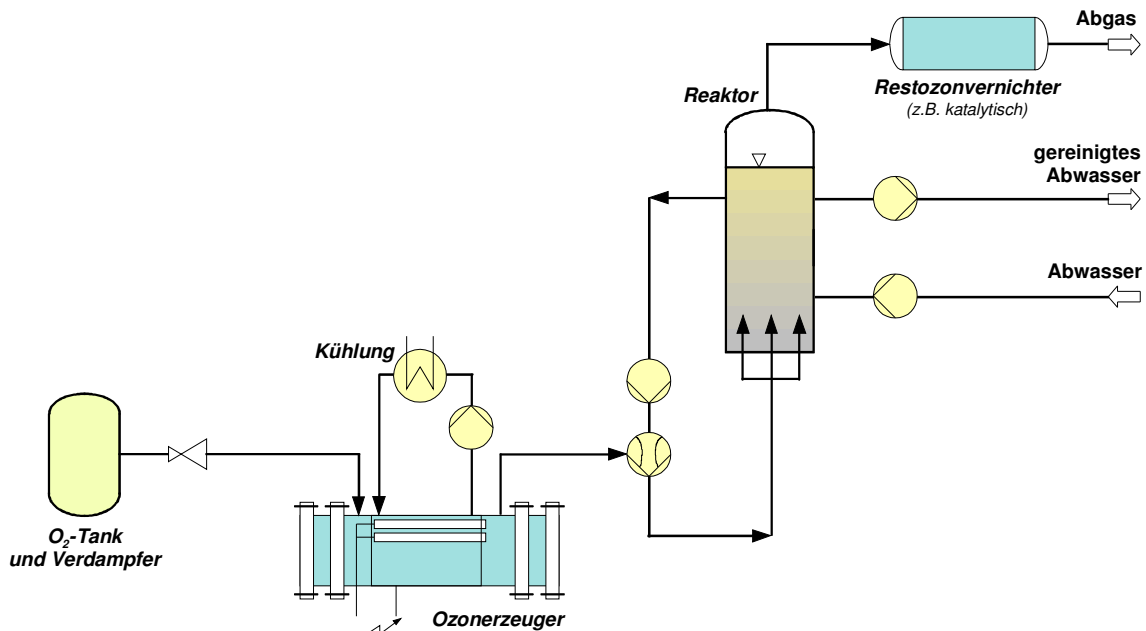 Abgas
Reaktor
Restozonvernichter
(z.B. katalytisch)
gereinigtes
Abwasser
Abwasser
Kühlung
O₂-Tank
und Verdampfer
Ozonerzeuger